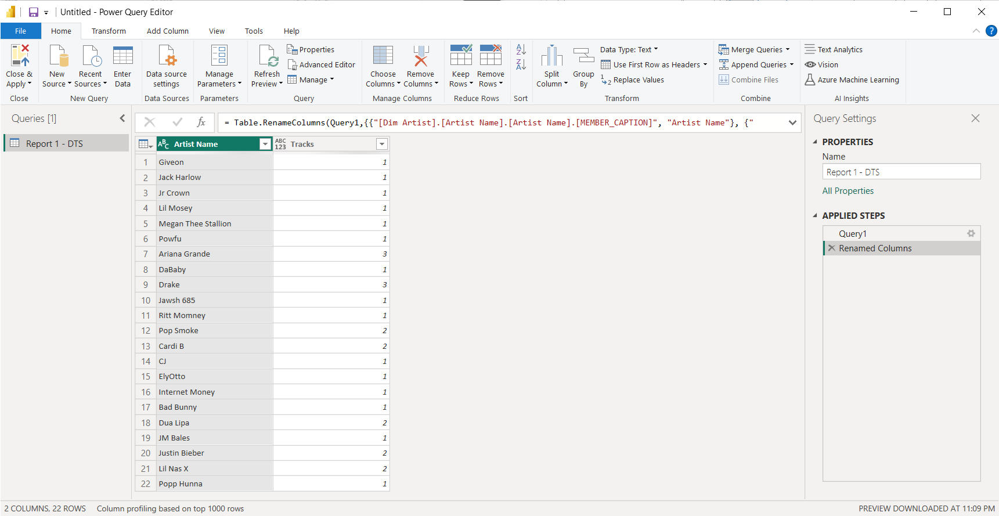 Untitled - Power Query Editor
File Home Transform Add Column View Tools Help
?
Close & Apply
New Source
Recent Sources
Enter Data
Data source settings
Manage Parameters
Refresh Preview
Properties
Advanced Editor
Manage
Choose Columns
Remove Columns
Keep Rows
Remove Rows
A Z
Z A
Split Column
Group By
Data Type: Text
Use First Row as Headers
1 2 Replace Values
Merge Queries
Append Queries
Combine Files
Text Analytics
Vision
Azure Machine Learning
Close New Query Data Sources Parameters Query Manage Columns Reduce Rows Sort Transform Combine AI Insights
Queries [1]
Report 1 - DTS
fx
= Table.RenameColumns(Query1,{{"[Dim Artist].[Artist Name].[Artist Name].[MEMBER_CAPTION]", "Artist Name"}, {"
ABC Artist Name ABC 123 Tracks
1 Giveon 1
2 Jack Harlow 1
3 Jr Crown 1
4 Lil Mosey 1
5 Megan Thee Stallion 1
6 Powfu 1
7 Ariana Grande 3
8 DaBaby 1
9 Drake 3
10 Jawsh 685 1
11 Ritt Momney 1
12 Pop Smoke 2
13 Cardi B 2
14 CJ 1
15 ElyOtto 1
16 Internet Money 1
17 Bad Bunny 1
18 Dua Lipa 2
19 JM Bales 1
20 Justin Bieber 2
21 Lil Nas X 2
22 Popp Hunna 1
Query Settings
PROPERTIES
Name
Report 1 - DTS
All Properties
APPLIED STEPS
Query1
Renamed Columns
2 COLUMNS, 22 ROWS Column profiling based on top 1000 rows
PREVIEW DOWNLOADED AT 11:09 PM